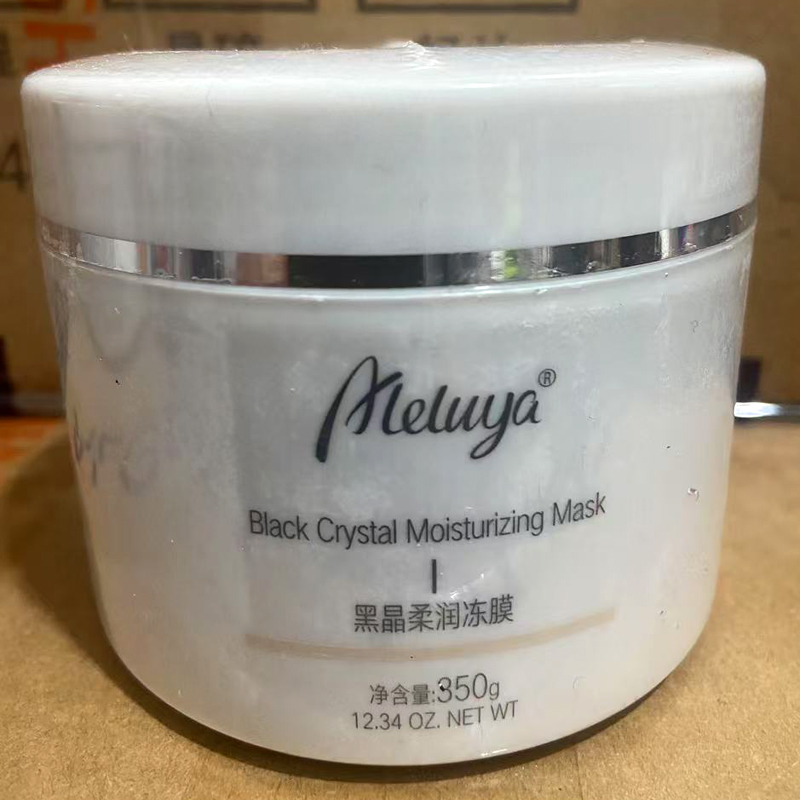 Aleluya®
Black Crystal Moisturizing Mask
黑晶柔润冻膜
净含量:350g
12.34 OZ. NET WT